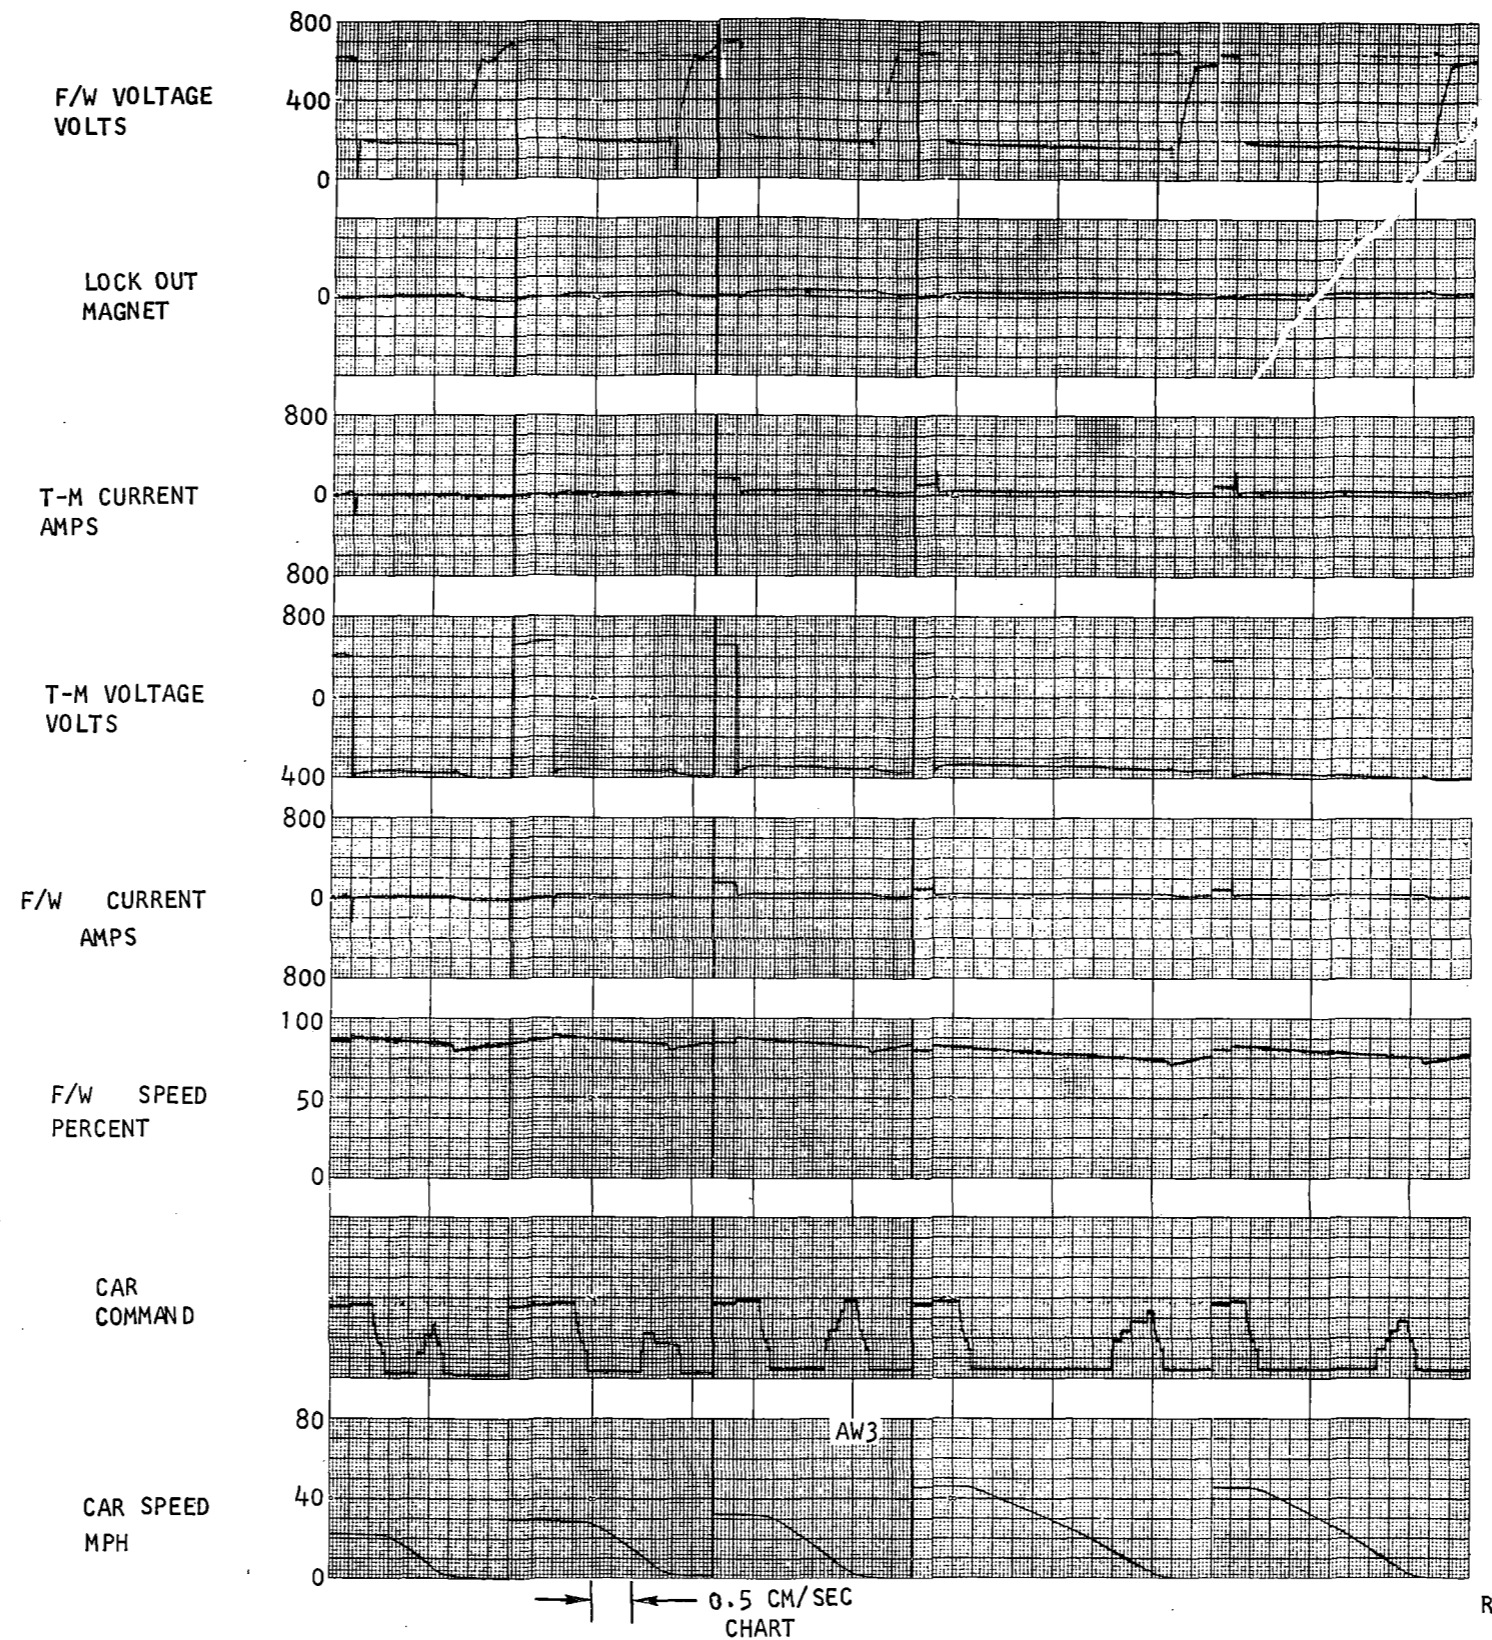 800
F/W VOLTAGE
VOLTS
400
0
LOCK OUT
MAGNET
0
800
T-M CURRENT
AMPS
0
800
800
T-M VOLTAGE
VOLTS
0
400
800
F/W CURRENT
AMPS
0
800
100
F/W SPEED
PERCENT
50
0
CAR
COMMAND
80
AW3
CAR SPEED
MPH
40
0
0.5 CM/SEC
CHART
R